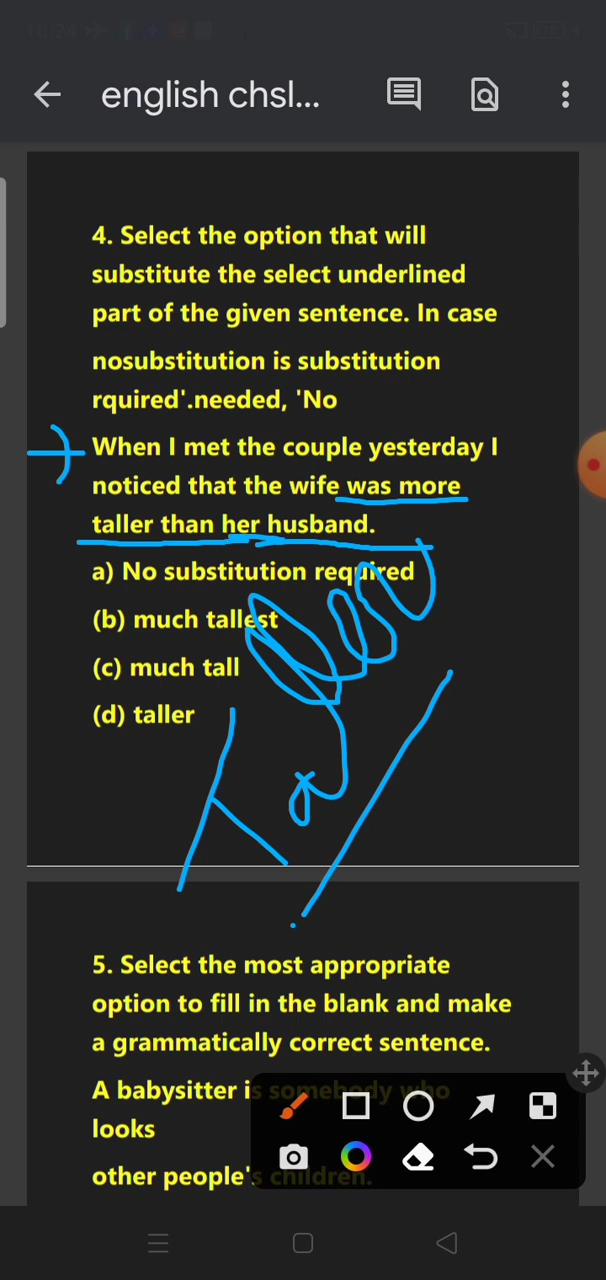 english chsl...
4. Select the option that will
substitute the select underlined
part of the given sentence. In case
nosubstitution is substitution
rquired'.needed, 'No
When I met the couple yesterday I
noticed that the wife was more
taller than her husband.
a) No substitution required
(b) much tallest
(c) much tall
(d) taller
Taller
5. Select the most appropriate
option to fill in the blank and make
a grammatically correct sentence.
A babysitter is somebody who
looks
other people's children.